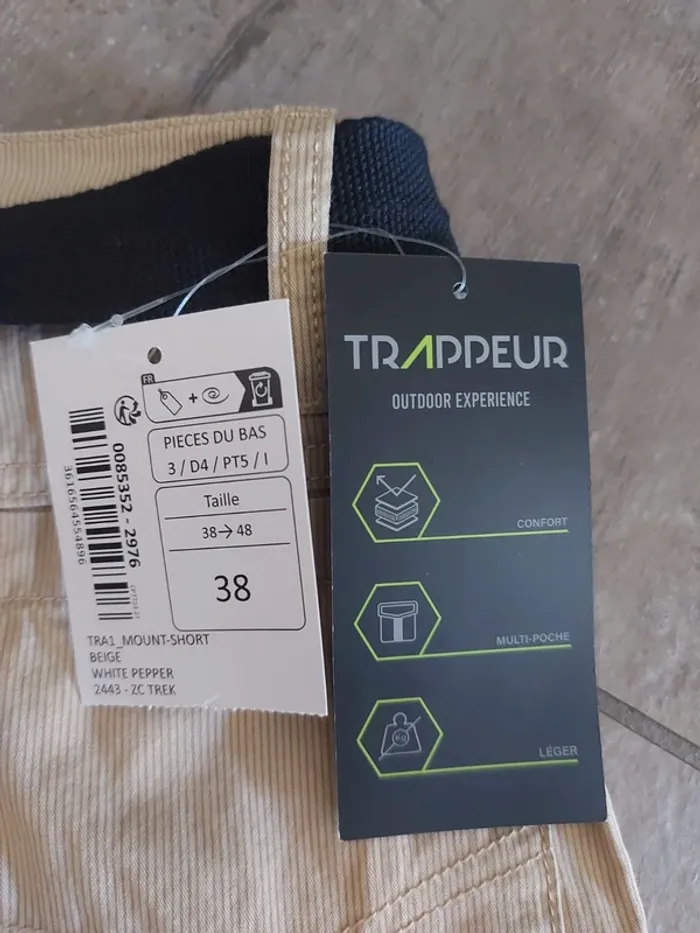 FR
PIECES DU BAS
3 / D4 / PT5 / I
Taille
38→48
38
0085352 - 2976
3616564554896
TRA1_MOUNT-SHORT
BEIGE
WHITE PEPPER
2443 - ZC TREK
TRAPPEUR
OUTDOOR EXPERIENCE
CONFORT
MULTI-POCHE
Kg
LÉGER